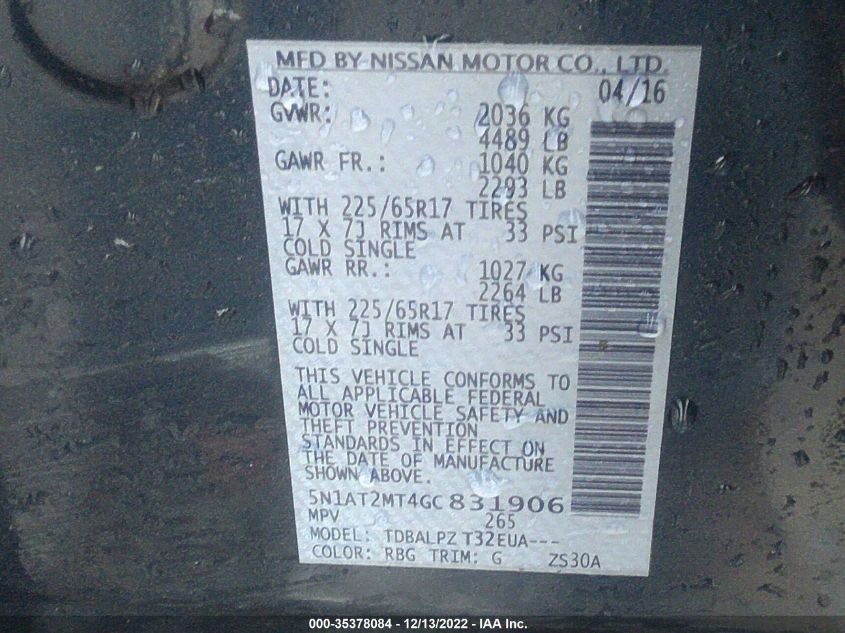 MFD BY NISSAN MOTOR CO., LTD.
DATE: 04/16
GVWR: 2036 KG
4489 LB
GAWR FR.: 1040 KG
2293 LB
WITH 225/65R17 TIRES
17 X 7J RIMS AT 33 PSI
COLD SINGLE
GAWR RR.: 1027 KG
2264 LB
WITH 225/65R17 TIRES
17 X 7J RIMS AT 33 PSI
COLD SINGLE
THIS VEHICLE CONFORMS TO
ALL APPLICABLE FEDERAL
MOTOR VEHICLE SAFETY AND
THEFT PREVENTION
STANDARDS IN EFFECT ON
THE DATE OF MANUFACTURE
SHOWN ABOVE.
5N1AT2MT4GC831906
MPV 265
MODEL: TDBALPZ T32EUA---
COLOR: RBG TRIM: G ZS30A
000-35378084 - 12/13/2022 - IAA Inc.